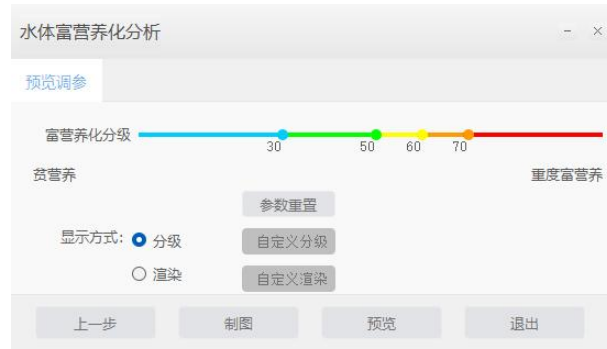 水体富营养化分析
预览调参
富营养化分级
30 50 60 70
贫营养 重度富营养
参数重置
显示方式: 分级 自定义分级
渲染 自定义渲染
上一步 制图 预览 退出